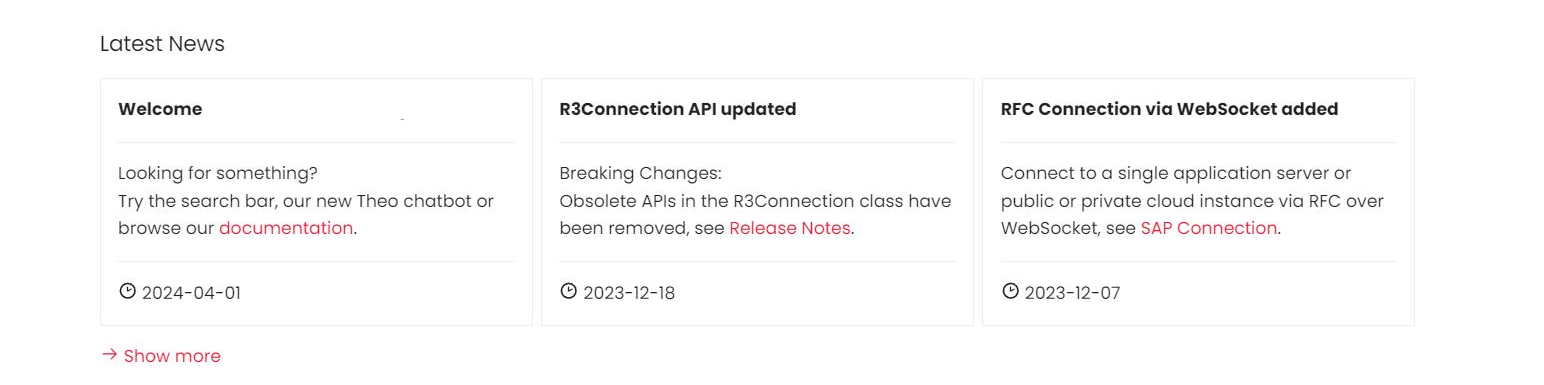 Latest News
Welcome
Looking for something?
Try the search bar, our new Theo chatbot or
browse our documentation.
2024-04-01
R3Connection API updated
Breaking Changes:
Obsolete APIs in the R3Connection class have
been removed, see Release Notes.
2023-12-18
RFC Connection via WebSocket added
Connect to a single application server or
public or private cloud instance via RFC over
WebSocket, see SAP Connection.
2023-12-07
→ Show more